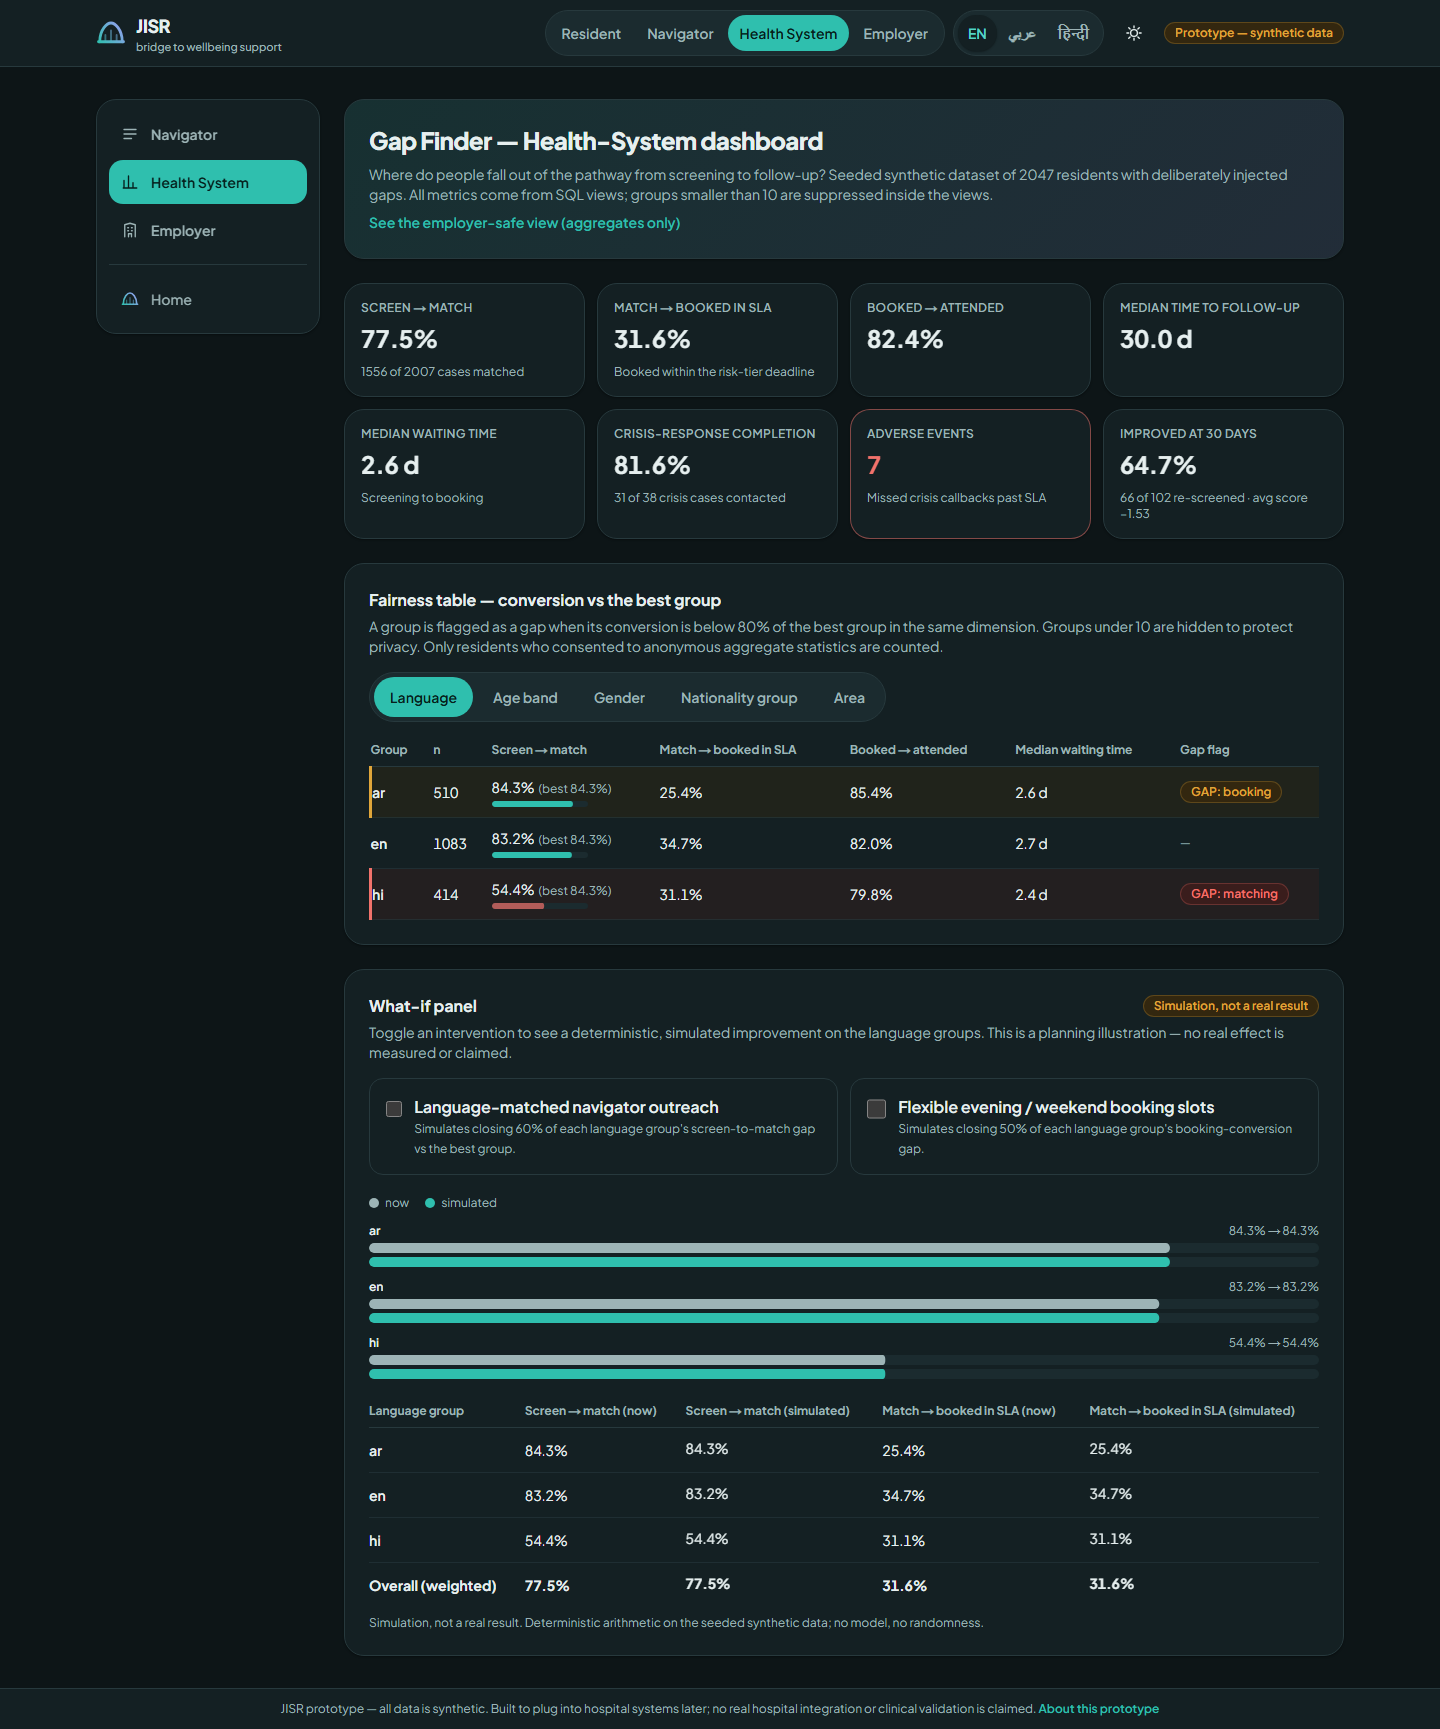 JISR
bridge to wellbeing support
Resident Navigator Health System Employer
EN عربي हिन्दी
Prototype — synthetic data
Navigator
Health System
Employer
Home
Gap Finder — Health-System dashboard
Where do people fall out of the pathway from screening to follow-up? Seeded synthetic dataset of 2047 residents with deliberately injected
gaps. All metrics come from SQL views; groups smaller than 10 are suppressed inside the views.
See the employer-safe view (aggregates only)
SCREEN → MATCH
77.5%
1556 of 2007 cases matched
MATCH → BOOKED IN SLA
31.6%
Booked within the risk-tier deadline
BOOKED → ATTENDED
82.4%
MEDIAN TIME TO FOLLOW-UP
30.0 d
MEDIAN WAITING TIME
2.6 d
Screening to booking
CRISIS-RESPONSE COMPLETION
81.6%
31 of 38 crisis cases contacted
ADVERSE EVENTS
7
Missed crisis callbacks past SLA
IMPROVED AT 30 DAYS
64.7%
66 of 102 re-screened · avg score
−1.53
Fairness table — conversion vs the best group
A group is flagged as a gap when its conversion is below 80% of the best group in the same dimension. Groups under 10 are hidden to protect
privacy. Only residents who consented to anonymous aggregate statistics are counted.
Language Age band Gender Nationality group Area
Group n Screen → match Match → booked in SLA Booked → attended Median waiting time Gap flag
ar 510 84.3% (best 84.3%) 25.4% 85.4% 2.6 d GAP: booking
en 1083 83.2% (best 84.3%) 34.7% 82.0% 2.7 d —
hi 414 54.4% (best 84.3%) 31.1% 79.8% 2.4 d GAP: matching
What-if panel
Simulation, not a real result
Toggle an intervention to see a deterministic, simulated improvement on the language groups. This is a planning illustration — no real effect is
measured or claimed.
Language-matched navigator outreach
Simulates closing 60% of each language group's screen-to-match gap
vs the best group.
Flexible evening / weekend booking slots
Simulates closing 50% of each language group's booking-conversion
gap.
now simulated
ar 84.3% → 84.3%
en 83.2% → 83.2%
hi 54.4% → 54.4%
Language group Screen → match (now) Screen → match (simulated) Match → booked in SLA (now) Match → booked in SLA (simulated)
ar 84.3% 84.3% 25.4% 25.4%
en 83.2% 83.2% 34.7% 34.7%
hi 54.4% 54.4% 31.1% 31.1%
Overall (weighted) 77.5% 77.5% 31.6% 31.6%
Simulation, not a real result. Deterministic arithmetic on the seeded synthetic data; no model, no randomness.
JISR prototype — all data is synthetic. Built to plug into hospital systems later; no real hospital integration or clinical validation is claimed. About this prototype